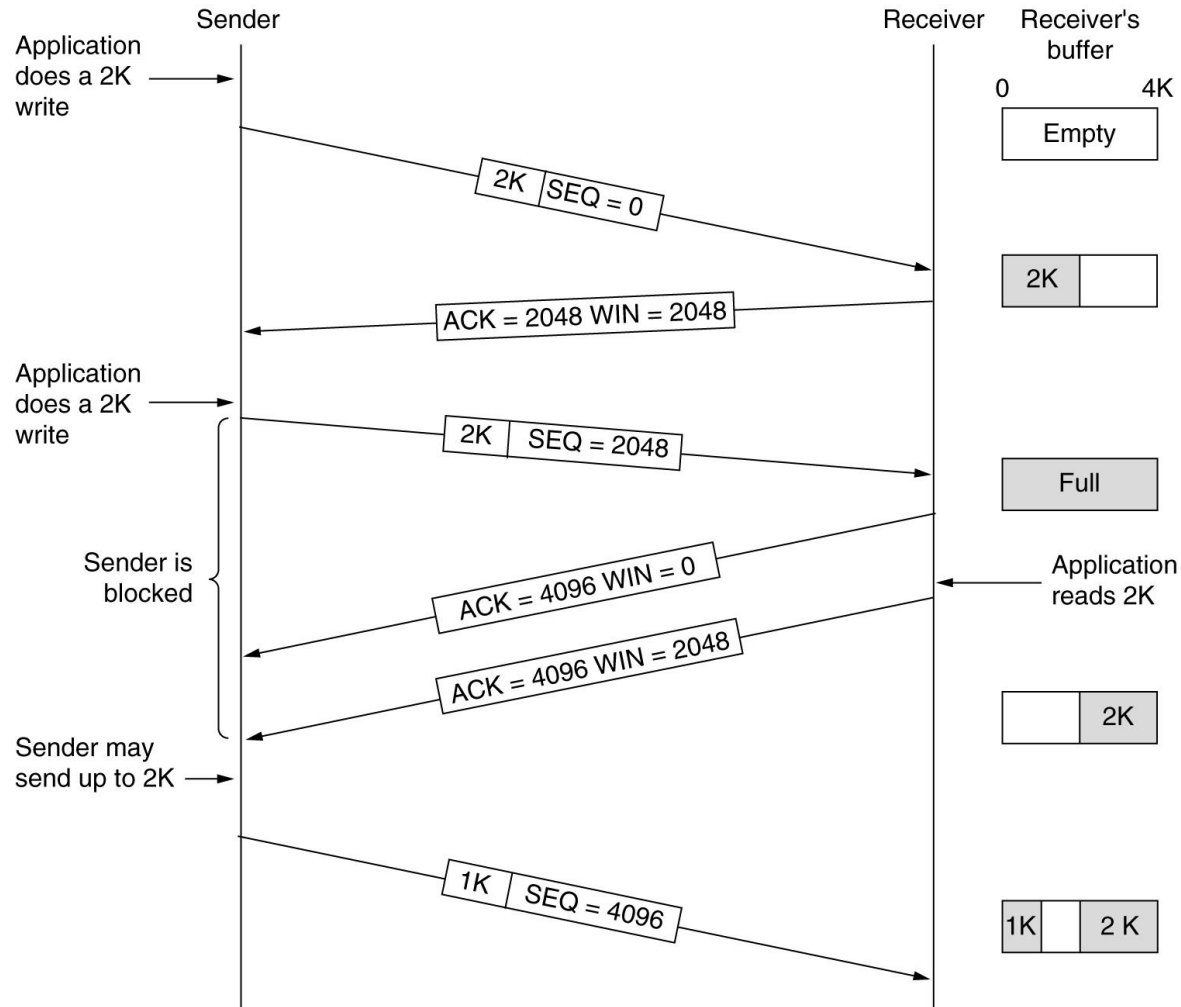 Sender
Receiver
Receiver's
buffer
Application
does a 2K
write
0 4K
Empty
2K SEQ = 0
2K
ACK = 2048 WIN = 2048
Application
does a 2K
write
2K SEQ = 2048
Full
Sender is
blocked
ACK = 4096 WIN = 0
Application
reads 2K
ACK = 4096 WIN = 2048
2K
Sender may
send up to 2K
1K SEQ = 4096
1K 2 K